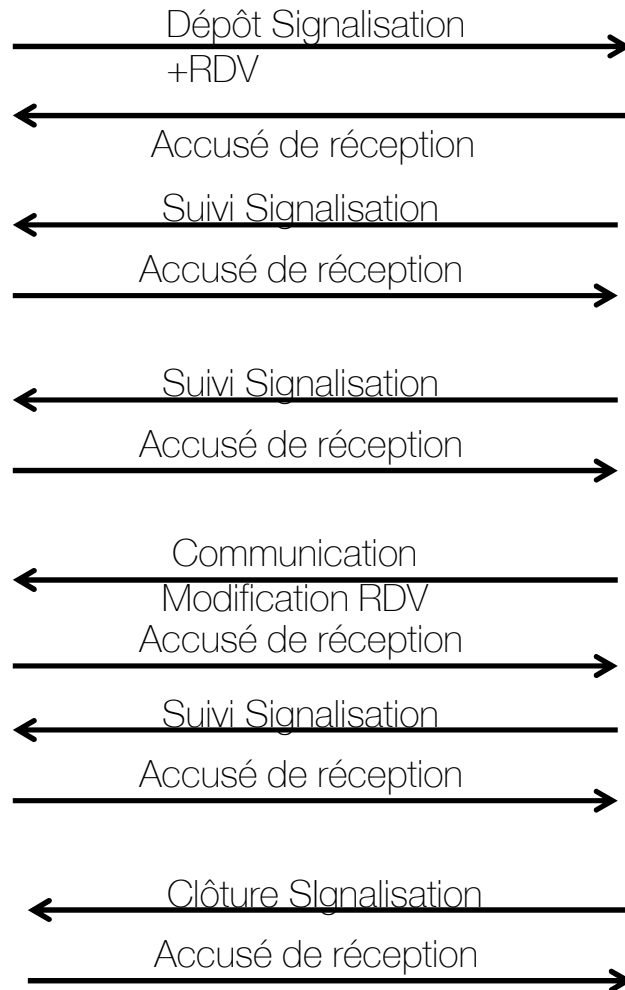 Dépôt Signalisation
+RDV
Accusé de réception
Suivi Signalisation
Accusé de réception
Suivi Signalisation
Accusé de réception
Communication
Modification RDV
Accusé de réception
Suivi Signalisation
Accusé de réception
Clôture SIgnalisation
Accusé de réception